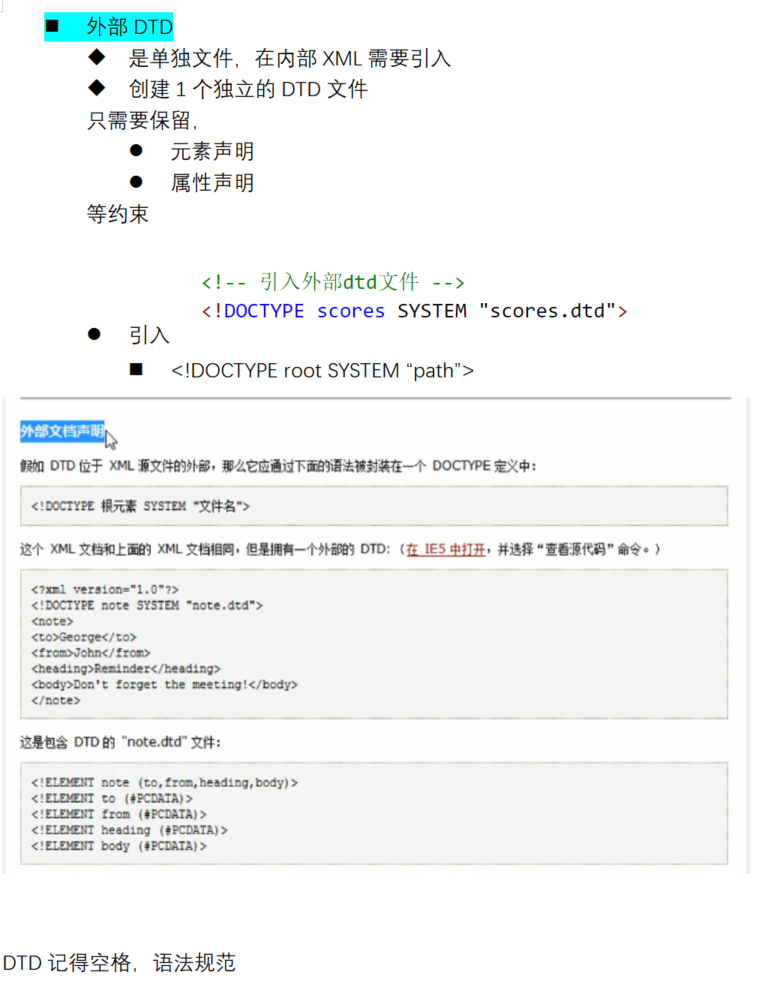 ■ 外部 DTD
◆ 是单独文件，在内部 XML 需要引入
◆ 创建 1 个独立的 DTD 文件
只需要保留，
● 元素声明
● 属性声明
等约束
<!-- 引入外部dtd文件 -->
<!DOCTYPE scores SYSTEM "scores.dtd">
● 引入
■ <!DOCTYPE root SYSTEM “path”>
外部文档声明
假如 DTD 位于 XML 源文件的外部，那么它应通过下面的语法被封装在一个 DOCTYPE 定义中：
<!DOCTYPE 根元素 SYSTEM "文件名">
这个 XML 文档和上面的 XML 文档相同，但是拥有一个外部的 DTD: （在 IE5 中打开，并选择“查看源代码”命令。）
<?xml version="1.0"?>
<!DOCTYPE note SYSTEM "note.dtd">
<note>
<to>George</to>
<from>John</from>
<heading>Reminder</heading>
<body>Don't forget the meeting!</body>
</note>
这是包含 DTD 的 "note.dtd" 文件：
<!ELEMENT note (to,from,heading,body)>
<!ELEMENT to (#PCDATA)>
<!ELEMENT from (#PCDATA)>
<!ELEMENT heading (#PCDATA)>
<!ELEMENT body (#PCDATA)>
DTD 记得空格，语法规范